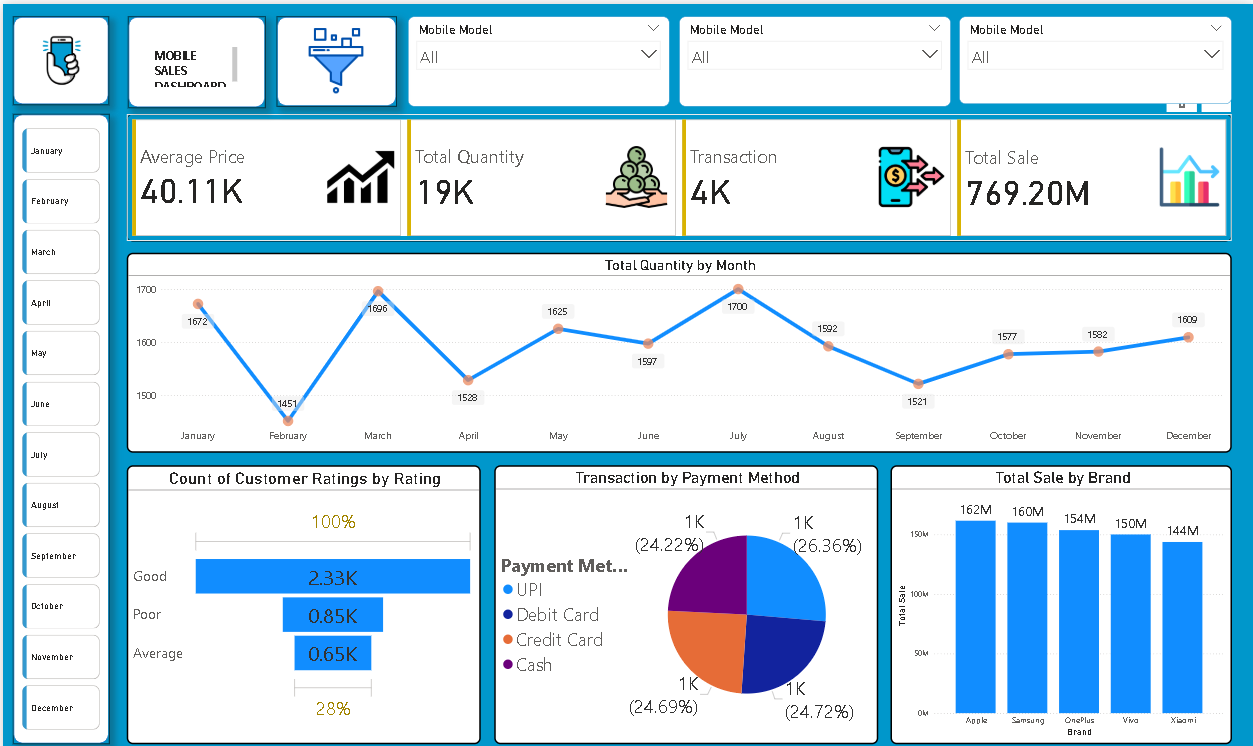 MOBILE
SALES
DASHBOARD
Mobile Model
All
Mobile Model
All
Mobile Model
All
January
February
March
April
May
June
July
August
September
October
November
December
Average Price
40.11K
Total Quantity
19K
Transaction
4K
Total Sale
769.20M
Total Quantity by Month
1700
1600
1500
1672
1451
1696
1528
1625
1597
1700
1592
1521
1577
1582
1609
January February March April May June July August September October November December
Count of Customer Ratings by Rating
100%
Good 2.33K
Poor 0.85K
Average 0.65K
28%
Transaction by Payment Method
Payment Met...
UPI
Debit Card
Credit Card
Cash
1K
(24.22%)
1K
(26.36%)
1K
(24.69%)
1K
(24.72%)
Total Sale by Brand
Total Sale
150M
100M
50M
0M
162M 160M 154M 150M 144M
Apple Samsung OnePlus Vivo Xiaomi
Brand